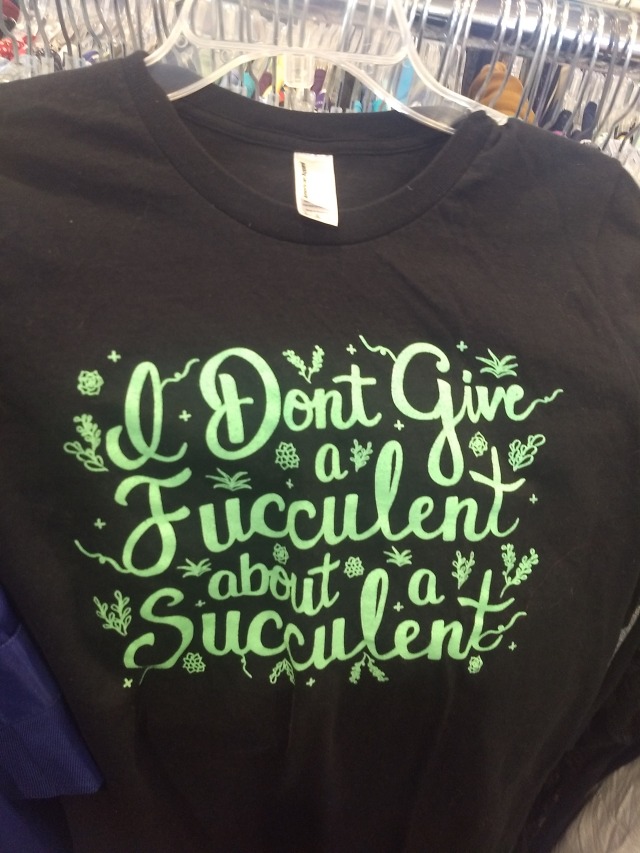 I Dont Give
a
Fucculent
about a
Succulent